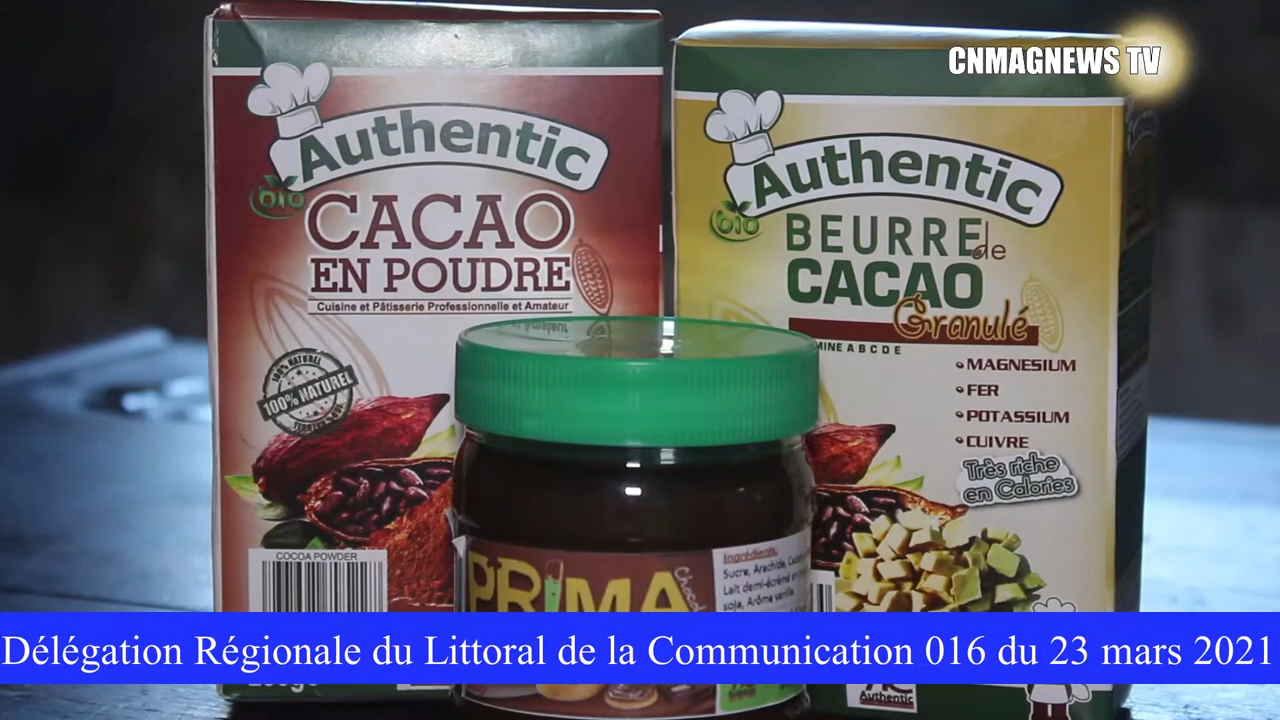 CNMAGNEWS TV
Authentic
bio
CACAO
EN POUDRE
Cuisine et Pâtisserie Professionnelle et Amateur
100% NATUREL
100% NATUREL
COCOA POWDER
Authentic
bio
BEURRE de
CACAO
Granulé
MINE A B C D E
MAGNESIUM
FER
POTASSIUM
CUIVRE
Très riche
en Calories
PRIMA
Choco
Ingrédients:
Sucre, Arachide,
Lait demi-écrémé en
soja, Arôme vanille
Délégation Régionale du Littoral de la Communication 016 du 23 mars 2021
Authentic